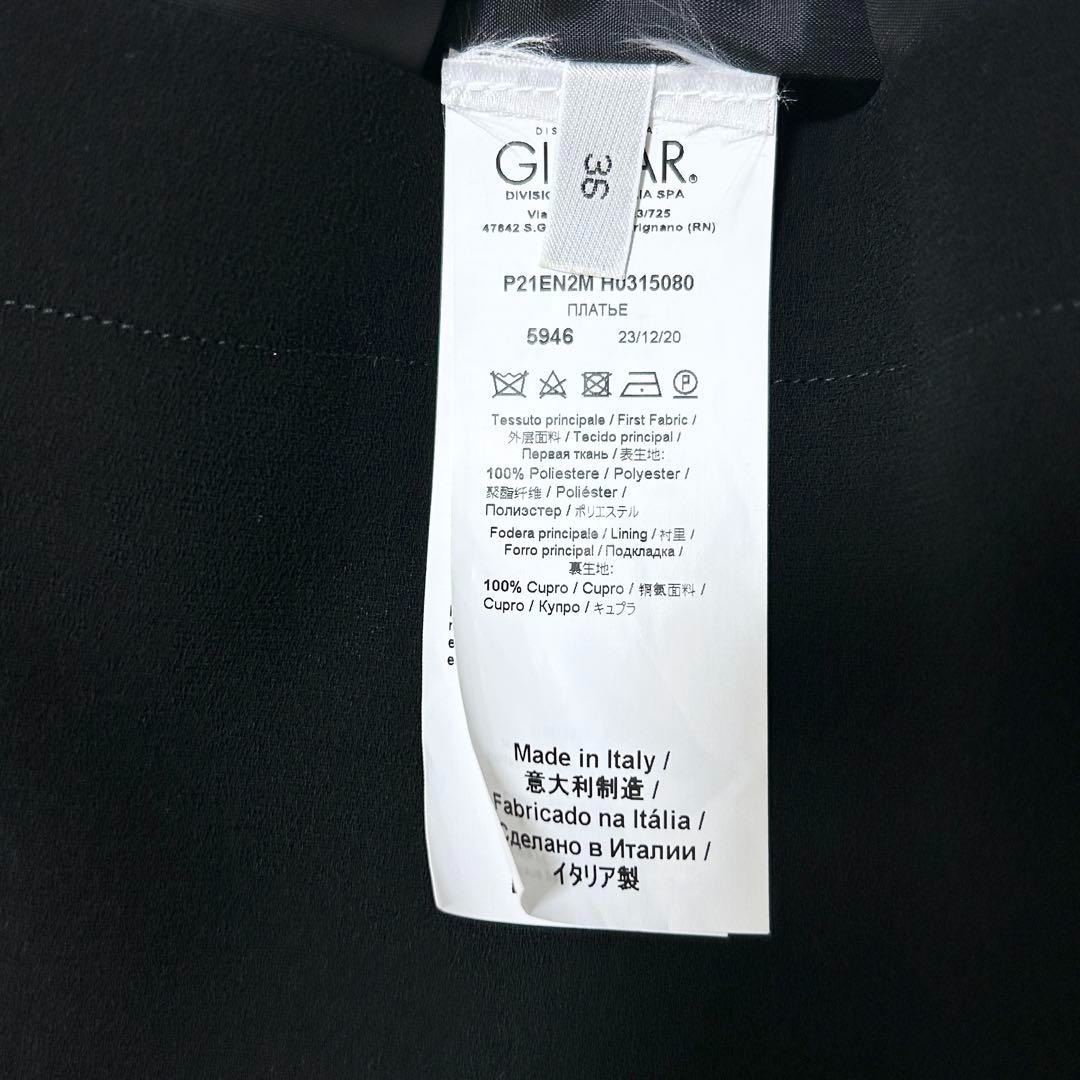 36
DIVISIO IA SPA
Via 3/725
47842 S.G rignano (RN)
P21EN2M H0315080
ПЛАТЬЕ
5946 23/12/20
P
Tessuto principale / First Fabric /
外层面料 / Tecido principal /
Первая ткань / 表生地:
100% Poliestere / Polyester /
聚酯纤维 / Poliéster /
Полиэстер / ポリエステル
Fodera principale / Lining / 衬里 /
Forro principal / Подкладка /
裏生地:
100% Cupro / Cupro / 铜氨面料 /
Cupro / Купро / キュプラ
Made in Italy /
意大利制造 /
Fabricado na Itália /
Сделано в Италии /
イタリア製